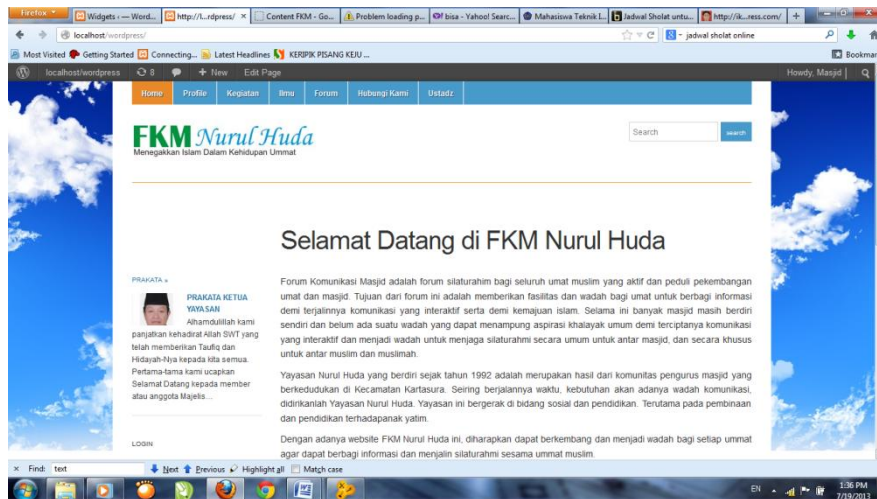 Firefox
Widgets ‹ — Word...
http://l...rdpress/
Content FKM - Go...
Problem loading p...
bisa - Yahoo! Searc...
Mahasiswa Teknik I...
Jadwal Sholat untu...
http://ik...ress.com/
localhost/wordpress/
jadwal sholat online
Most Visited
Getting Started
Connecting...
Latest Headlines
KERIPIK PISANG KEJU ...
Bookmar
localhost/wordpress
8
+ New
Edit Page
Howdy, Masjid
Home
Profile
Kegiatan
Ilmu
Forum
Hubungi Kami
Ustadz
FKM Nurul Huda
Menegakkan Islam Dalam Kehidupan Ummat
Search
search
Selamat Datang di FKM Nurul Huda
PRAKATA »
PRAKATA KETUA
YAYASAN
Alhamdulillah kami
panjatkan kehadirat Allah SWT yang
telah memberikan Taufiq dan
Hidayah-Nya kepada kita semua.
Pertama-tama kami ucapkan
Selamat Datang kepada member
atau anggota Majelis...
LOGIN
Forum Komunikasi Masjid adalah forum silaturahim bagi seluruh umat muslim yang aktif dan peduli pekembangan
umat dan masjid. Tujuan dari forum ini adalah memberikan fasilitas dan wadah bagi umat untuk berbagi informasi
demi terjalinnya komunikasi yang interaktif serta demi kemajuan islam. Selama ini banyak masjid masih berdiri
sendiri dan belum ada suatu wadah yang dapat menampung aspirasi khalayak umum demi terciptanya komunikasi
yang interaktif dan menjadi wadah untuk menjaga silaturahmi secara umum untuk antar masjid, dan secara khusus
untuk antar muslim dan muslimah.
Yayasan Nurul Huda yang berdiri sejak tahun 1992 adalah merupakan hasil dari komunitas pengurus masjid yang
berkedudukan di Kecamatan Kartasura. Seiring berjalannya waktu, kebutuhan akan adanya wadah komunikasi,
didirikanlah Yayasan Nurul Huda. Yayasan ini bergerak di bidang sosial dan pendidikan. Terutama pada pembinaan
dan pendidikan terhadapanak yatim.
Dengan adanya website FKM Nurul Huda ini, diharapkan dapat berkembang dan menjadi wadah bagi setiap ummat
agar dapat berbagi informasi dan menjalin silaturahmi sesama ummat muslim.
× Find: text
Next
Previous
Highlight all
Match case
EN
1:36 PM
7/19/2013